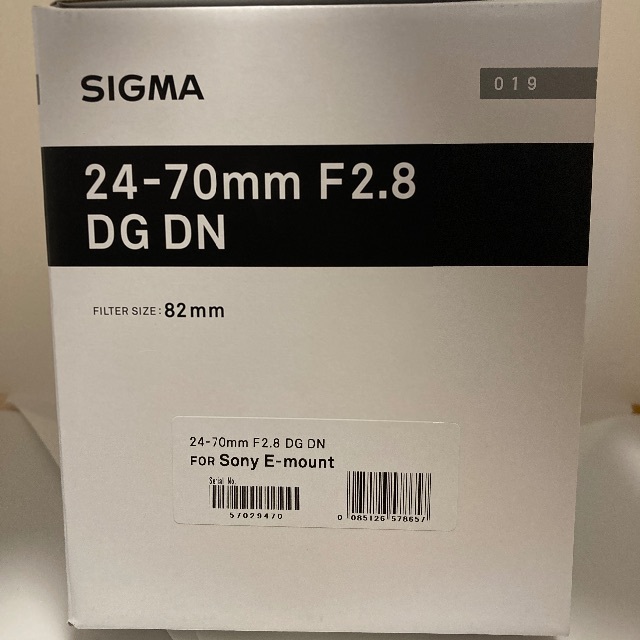 SIGMA
019
24-70mm F2.8
DG DN
FILTER SIZE: 82mm
24-70mm F2.8 DG DN
FOR Sony E-mount
Serial No.
57029470
0 085126 578657